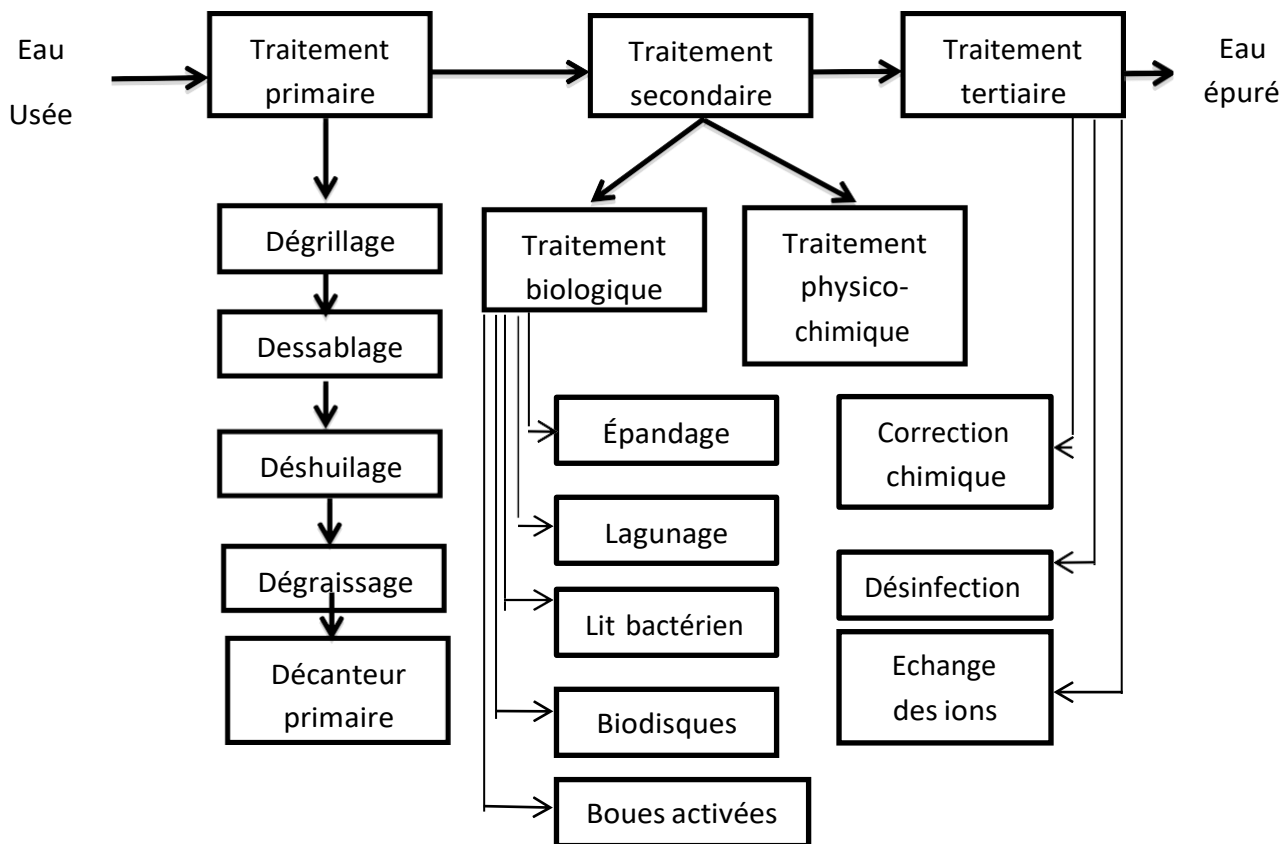 Eau
Usée
Traitement
primaire
Traitement
secondaire
Traitement
tertiaire
Eau
épuré
Dégrillage
Dessablage
Déshuilage
Dégraissage
Décanteur
primaire
Traitement
biologique
Traitement
physico-
chimique
Épandage
Lagunage
Lit bactérien
Biodisques
Boues activées
Correction
chimique
Désinfection
Echange
des ions